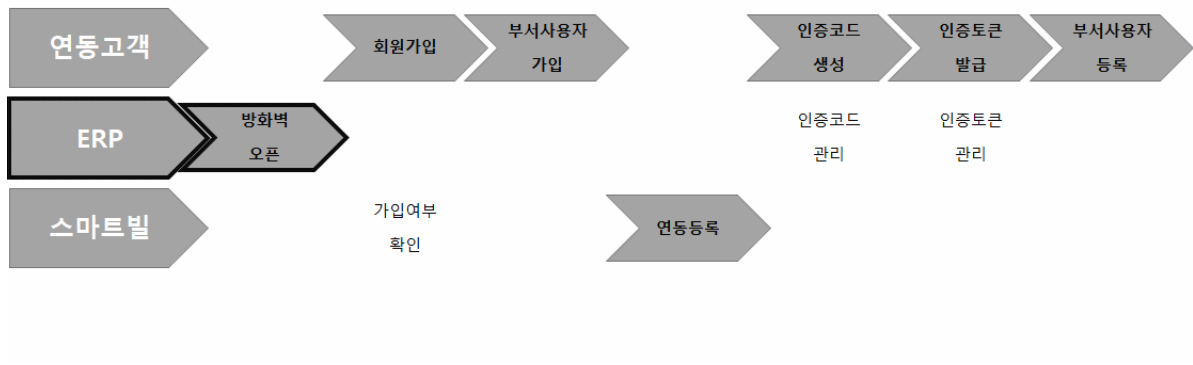 연동고객
회원가입
부서사용자
가입
인증코드
생성
인증토큰
발급
부서사용자
등록
ERP
방화벽
오픈
인증코드
관리
인증토큰
관리
스마트빌
가입여부
확인
연동등록